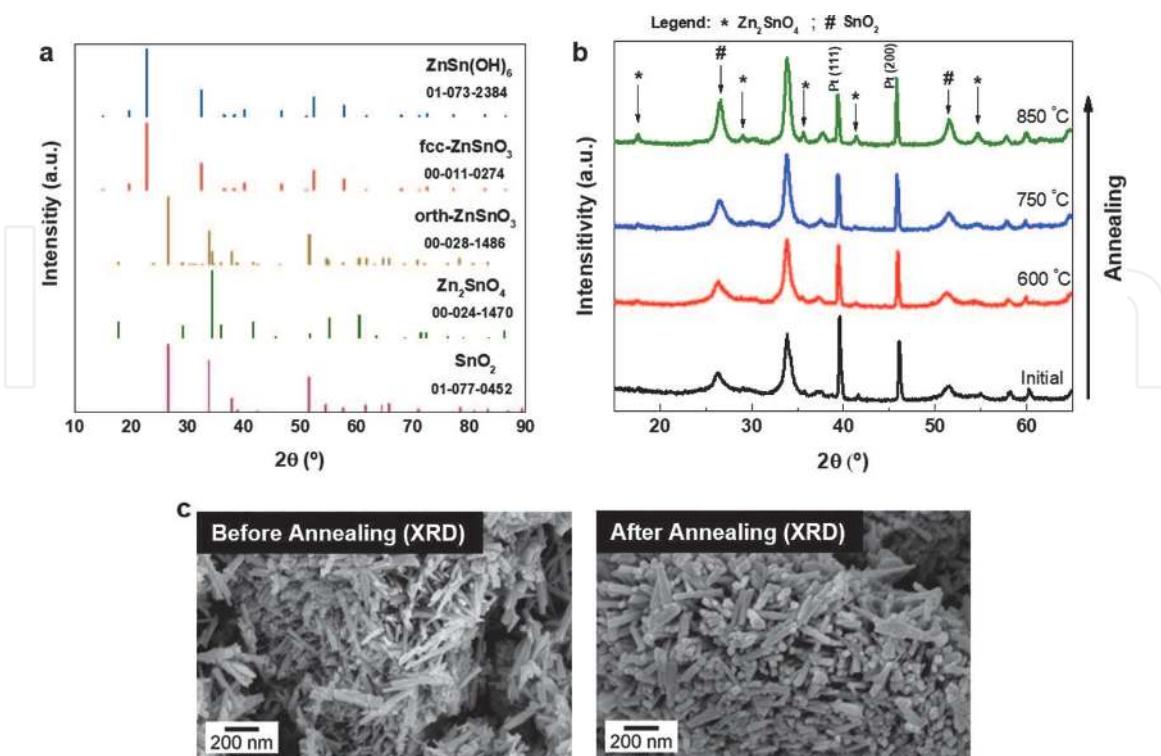 Legend: * Zn₂SnO₄ ; # SnO₂
a
ZnSn(OH)₆
01-073-2384
fcc-ZnSnO₃
00-011-0274
orth-ZnSnO₃
00-028-1486
Zn₂SnO₄
00-024-1470
SnO₂
01-077-0452
Intensitiy (a.u.)
10 20 30 40 50 60 70 80 90
2θ (º)
b
* # * * Pt (111) * Pt (200) # *
850 °C
750 °C
600 °C
Initial
Intensitivity (a.u.)
Annealing
20 30 40 50 60
2θ (º)
c
Before Annealing (XRD)
200 nm
After Annealing (XRD)
200 nm